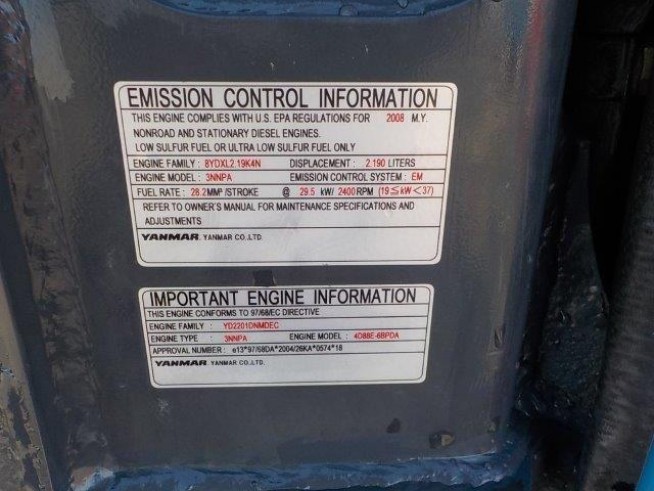 EMISSION CONTROL INFORMATION
THIS ENGINE COMPLIES WITH U.S. EPA REGULATIONS FOR 2008 M.Y.
NONROAD AND STATIONARY DIESEL ENGINES.
LOW SULFUR FUEL OR ULTRA LOW SULFUR FUEL ONLY
ENGINE FAMILY : 8YDXL2.19K4N DISPLACEMENT : 2.190 LITERS
ENGINE MODEL : 3NNPA EMISSION CONTROL SYSTEM : EM
FUEL RATE : 28.2MM³/STROKE @ 29.5 kW/ 2400RPM (19≦kW<37)
REFER TO OWNER'S MANUAL FOR MAINTENANCE SPECIFICATIONS AND
ADJUSTMENTS
YANMAR YANMAR CO.,LTD.
IMPORTANT ENGINE INFORMATION
THIS ENGINE CONFORMS TO 97/68/EC DIRECTIVE
ENGINE FAMILY : YD2201DNMDEC
ENGINE TYPE : 3NNPA ENGINE MODEL : 4D88E-6BPDA
APPROVAL NUMBER : e13*97/68DA*2004/26KA*0574*18
YANMAR YANMAR CO.,LTD.